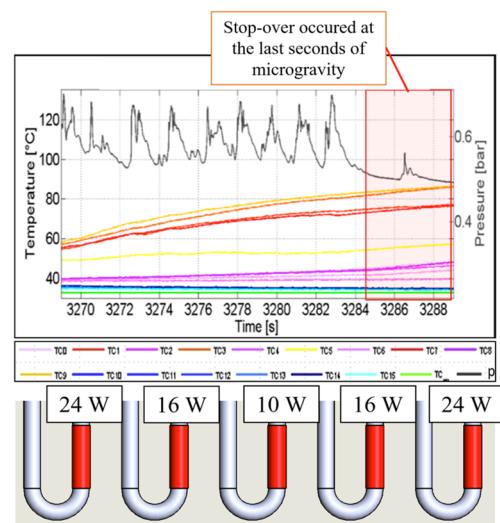 Stop-over occured at
the last seconds of
microgravity
120
100
80
60
40
Temperature [°C]
0.6
0.4
Pressure [bar]
3270 3272 3274 3276 3278 3280 3282 3284 3286 3288
Time [s]
TC0 TC1 TC2 TC3 TC4 TC5 TC6 TC7 TC8
TC9 TC10 TC11 TC12 TC13 TC14 TC15 TC p
24 W 16 W 10 W 16 W 24 W